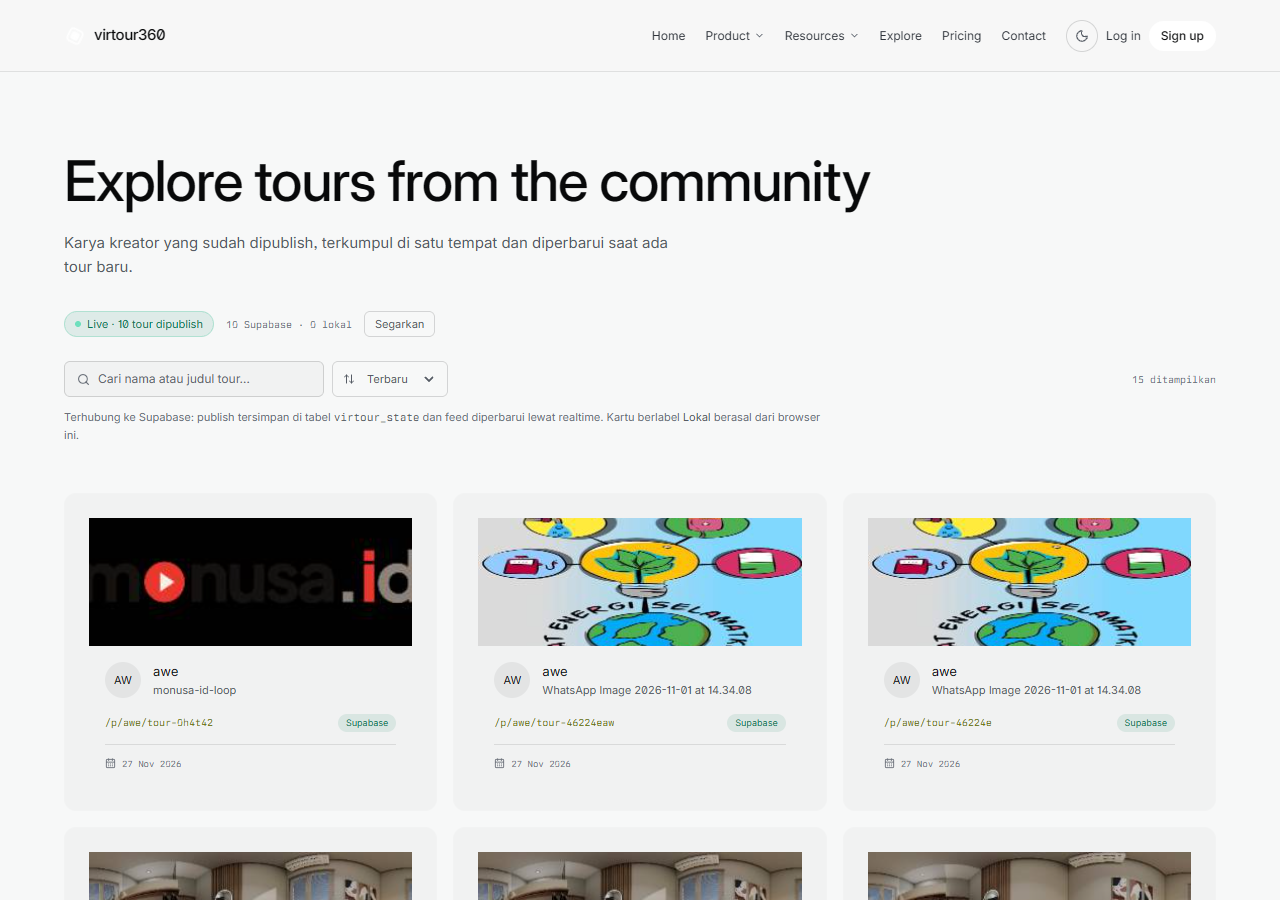 virtour360
Home
Product
Resources
Explore
Pricing
Contact
Log in
Sign up
Explore tours from the community
Karya kreator yang sudah dipublish, terkumpul di satu tempat dan diperbarui saat ada
tour baru.
Live · 10 tour dipublish
10 Supabase · 0 lokal
Segarkan
Cari nama atau judul tour...
Terbaru
15 ditampilkan
Terhubung ke Supabase: publish tersimpan di tabel virtour_state dan feed diperbarui lewat realtime. Kartu berlabel Lokal berasal dari browser
ini.
monusa.id
AW
awe
monusa-id-loop
/p/awe/tour-0h4t42
Supabase
27 Nov 2026
AT ENERGI SELAMATK
AW
awe
WhatsApp Image 2026-11-01 at 14.34.08
/p/awe/tour-46224eaw
Supabase
27 Nov 2026
AT ENERGI SELAMATK
AW
awe
WhatsApp Image 2026-11-01 at 14.34.08
/p/awe/tour-46224e
Supabase
27 Nov 2026